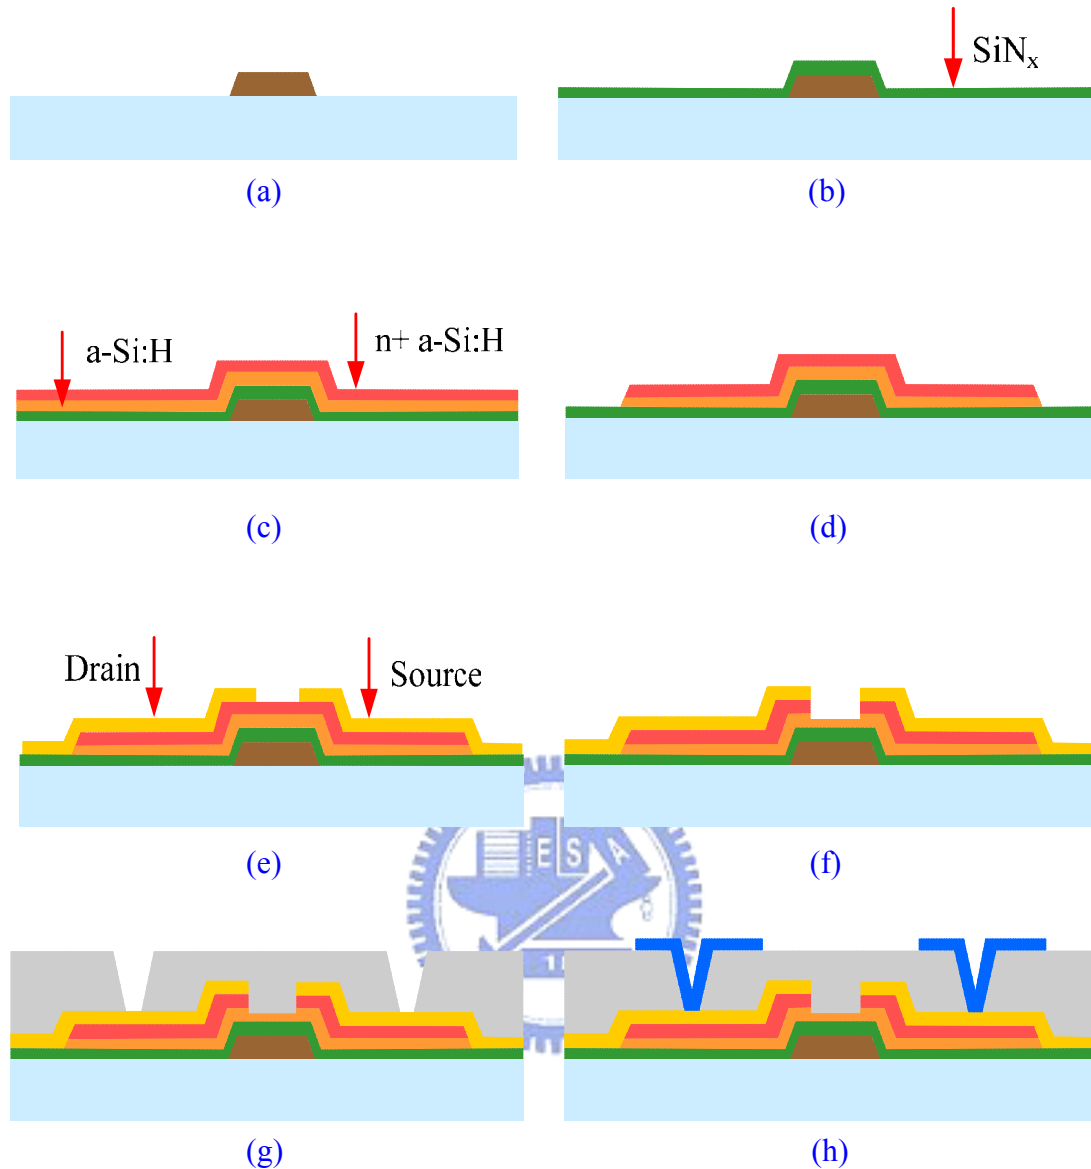 SiNₓ
(a)
(b)
a-Si:H
n+ a-Si:H
(c)
(d)
Drain
Source
(e)
(f)
E S A
(g)
(h)